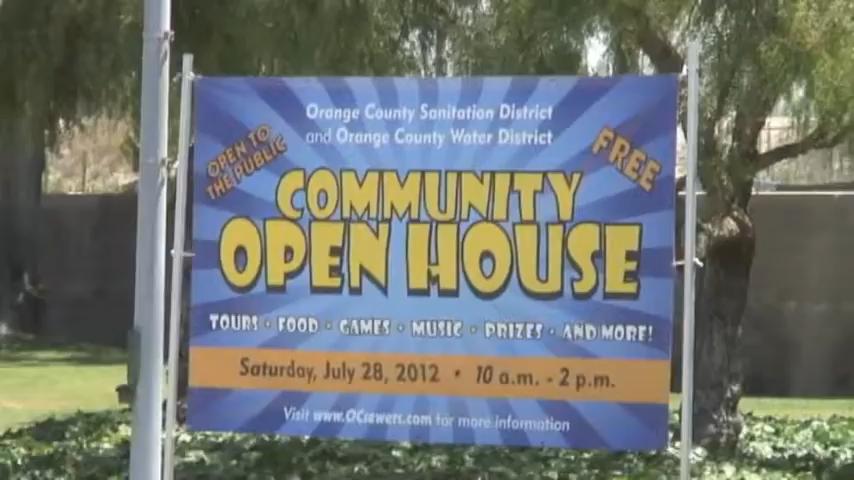 Orange County Sanitation District
and Orange County Water District
OPEN TO
THE PUBLIC
FREE
COMMUNITY
OPEN HOUSE
TOURS • FOOD • GAMES • MUSIC • PRIZES • AND MORE!
Saturday, July 28, 2012 • 10 a.m. - 2 p.m.
Visit www.OCsewers.com for more information